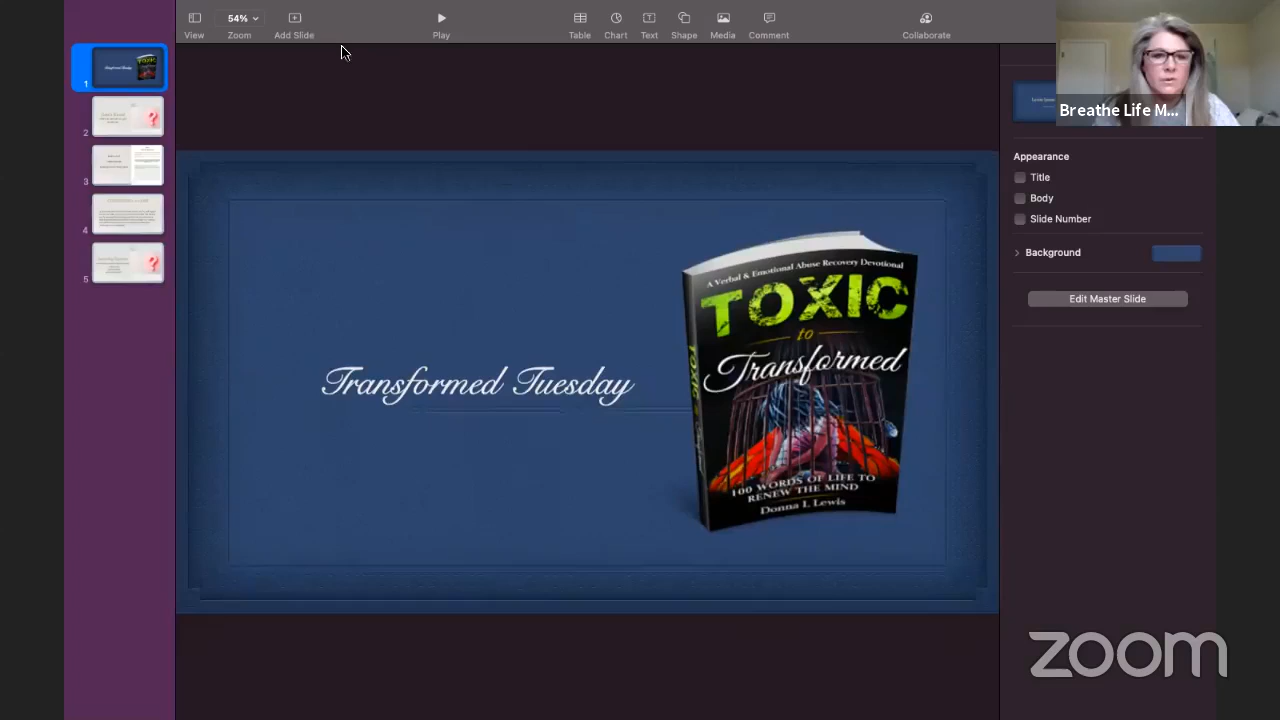 View
54%
Zoom
Add Slide
Play
Table
Chart
Text
Shape
Media
Comment
Collaborate
Breathe Life M...
1
2
3
4
5
Transformed Tuesday
A Verbal & Emotional Abuse Recovery Devotional
TOXIC
to
Transformed
100 WORDS OF LIFE TO
RENEW THE MIND
Donna L Lewis
Appearance
Title
Body
Slide Number
Background
Edit Master Slide
zoom